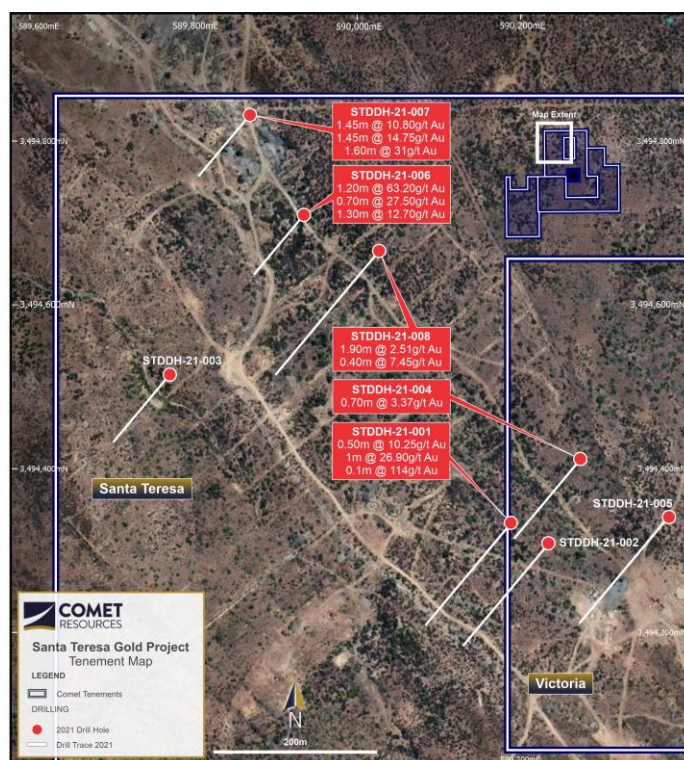 589,600mE
589,800mE
590,000mE
590,200mE
STDDH-21-007
1.45m @ 10.80g/t Au
1.45m @ 14.75g/t Au
1.60m @ 31g/t Au
Map Extent
3,494,800mN
3,494,800mN
STDDH-21-006
1.20m @ 63.20g/t Au
0.70m @ 27.50g/t Au
1.30m @ 12.70g/t Au
3,494,600mN
3,494,600mN
STDDH-21-008
1.90m @ 2.51g/t Au
0.40m @ 7.45g/t Au
STDDH-21-003
STDDH-21-004
0.70m @ 3.37g/t Au
STDDH-21-001
0.50m @ 10.25g/t Au
1m @ 26.90g/t Au
0.1m @ 114g/t Au
3,494,400mN
3,494,400mN
Santa Teresa
STDDH-21-005
STDDH-21-002
COMET
RESOURCES
Santa Teresa Gold Project
Tenement Map
LEGEND
Comet Tenements
DRILLING
2021 Drill Hole
Drill Trace 2021
3,494,200mN
Victoria
N
200m
590,200mE